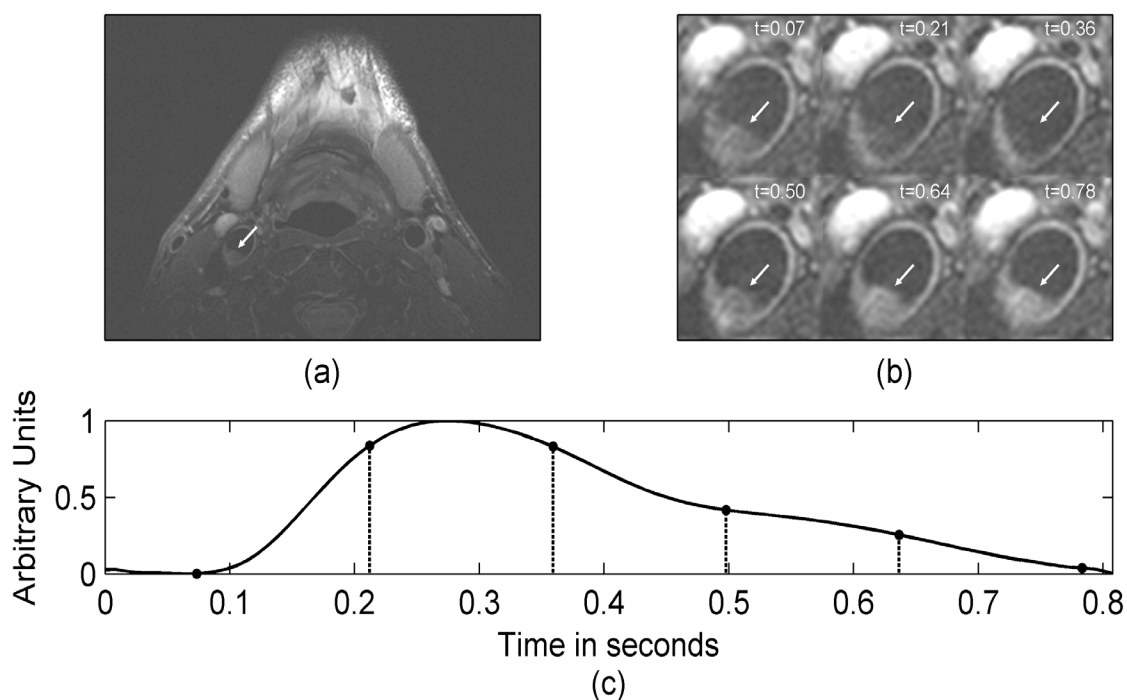 t=0.07
t=0.21
t=0.36
t=0.50
t=0.64
t=0.78
(a)
(b)
Arbitrary Units
1
0.5
0
0
0.1
0.2
0.3
0.4
0.5
0.6
0.7
0.8
Time in seconds
(c)